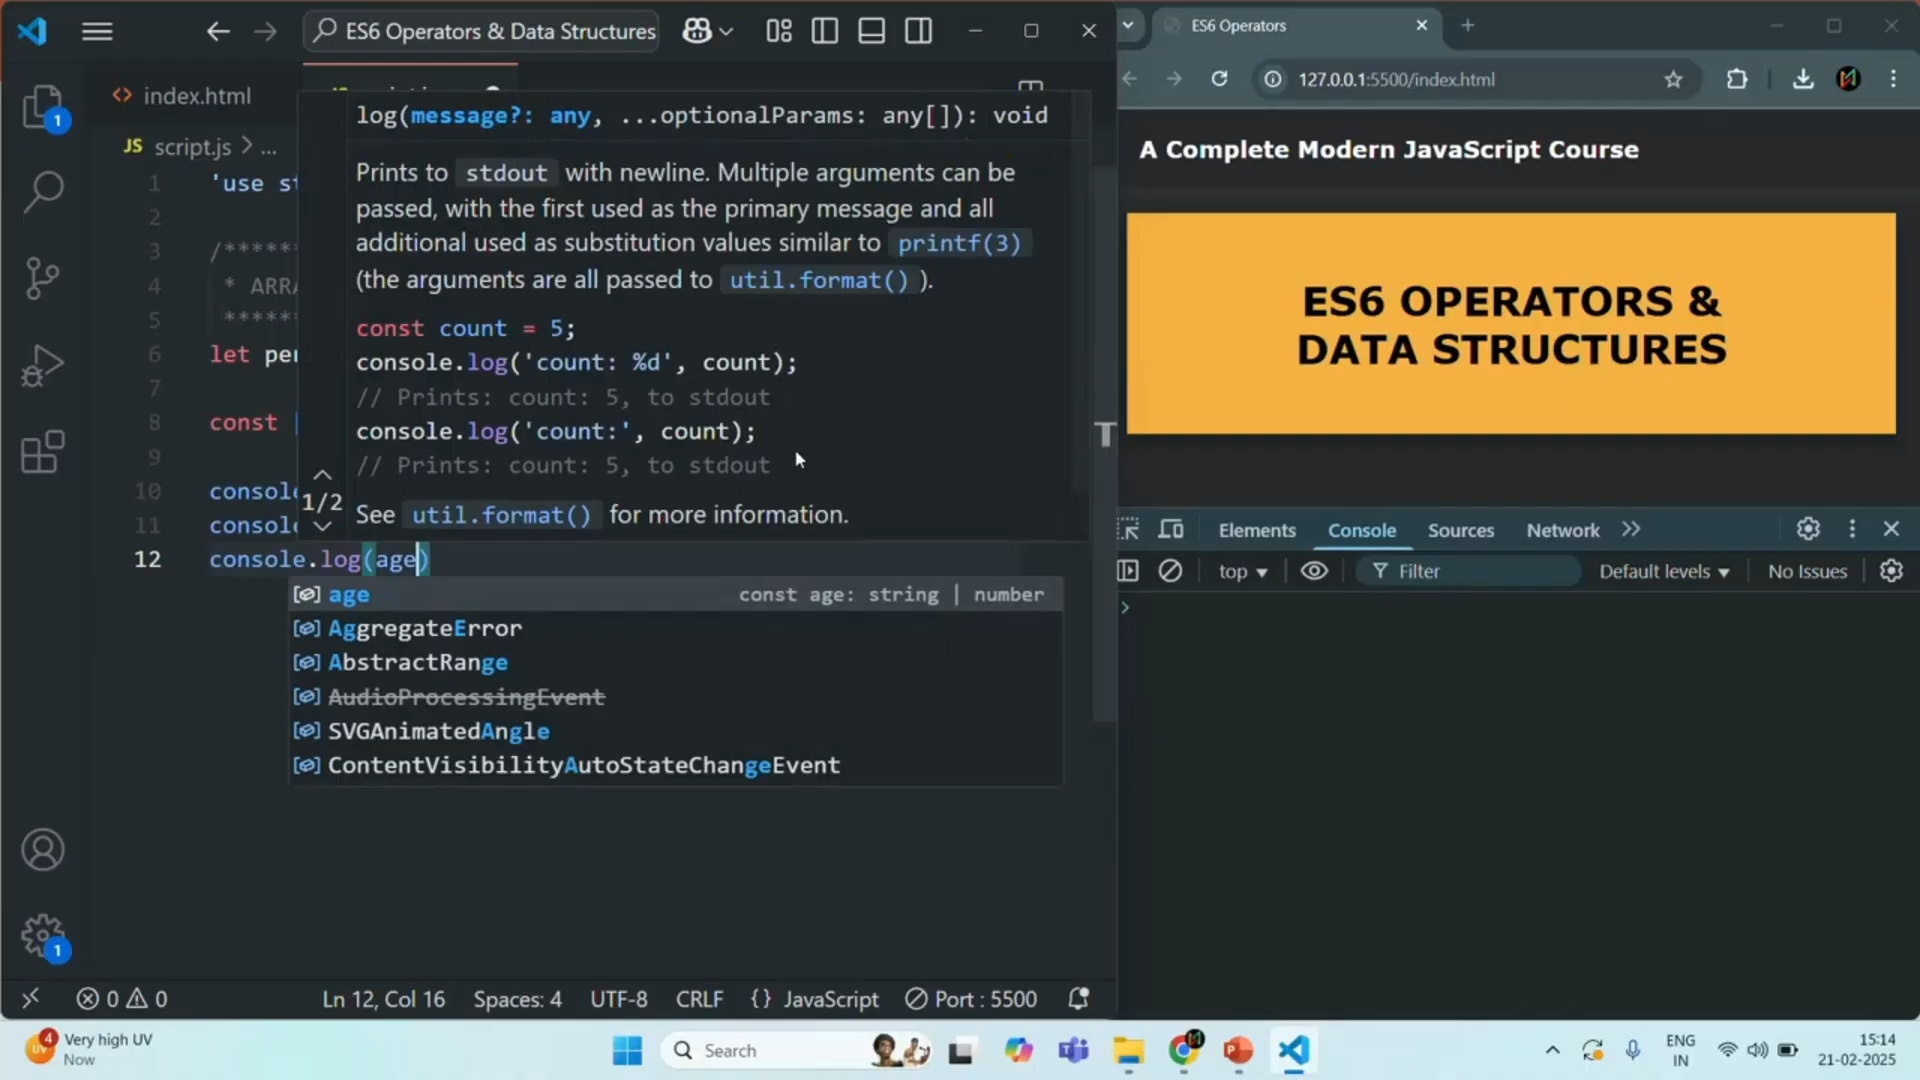 ES6 Operators & Data Structures
index.html
1
JS script.js > ...
1 'use st
2
3 /*****
4 * ARRA
5 *****
6 let per
7
8 const [
9
10 console
11 console
12 console.log(age)
log(message?: any, ...optionalParams: any[]): void
Prints to stdout with newline. Multiple arguments can be
passed, with the first used as the primary message and all
additional used as substitution values similar to printf(3)
(the arguments are all passed to util.format() ).
const count = 5;
console.log('count: %d', count);
// Prints: count: 5, to stdout
console.log('count:', count);
// Prints: count: 5, to stdout
1/2
See util.format() for more information.
age const age: string | number
AggregateError
AbstractRange
AudioProcessingEvent
SVGAnimatedAngle
ContentVisibilityAutoStateChangeEvent
1
0 0
Ln 12, Col 16 Spaces: 4 UTF-8 CRLF {} JavaScript Port : 5500
ES6 Operators
127.0.0.1:5500/index.html
A Complete Modern JavaScript Course
ES6 OPERATORS &
DATA STRUCTURES
Elements Console Sources Network
top Filter Default levels No Issues
4
UV
Very high UV
Now
Search
ENG
IN
15:14
21-02-2025